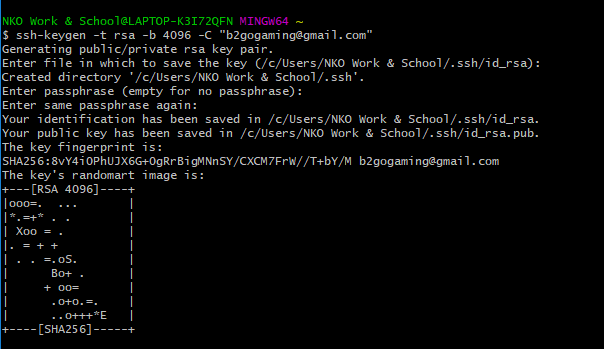 NKO Work & School@LAPTOP-K3I72QFN MINGW64 ~
$ ssh-keygen -t rsa -b 4096 -C "b2gogaming@gmail.com"
Generating public/private rsa key pair.
Enter file in which to save the key (/c/Users/NKO Work & School/.ssh/id_rsa):
Created directory '/c/Users/NKO Work & School/.ssh'.
Enter passphrase (empty for no passphrase):
Enter same passphrase again:
Your identification has been saved in /c/Users/NKO Work & School/.ssh/id_rsa.
Your public key has been saved in /c/Users/NKO Work & School/.ssh/id_rsa.pub.
The key fingerprint is:
SHA256:8vY4iOPhUJX6G+OgRrBigMNnSY/CXCM7FrW//T+bY/M b2gogaming@gmail.com
The key's randomart image is:
+---[RSA 4096]----+
|ooo=.  ...       |
|*.=+* . .        |
| Xoo = .         |
|. = + +          |
| . . =.oS.       |
|      Bo+ .      |
|     + oo=       |
|      .o+o.=.    |
|      ..o+++*E   |
+----[SHA256]-----+